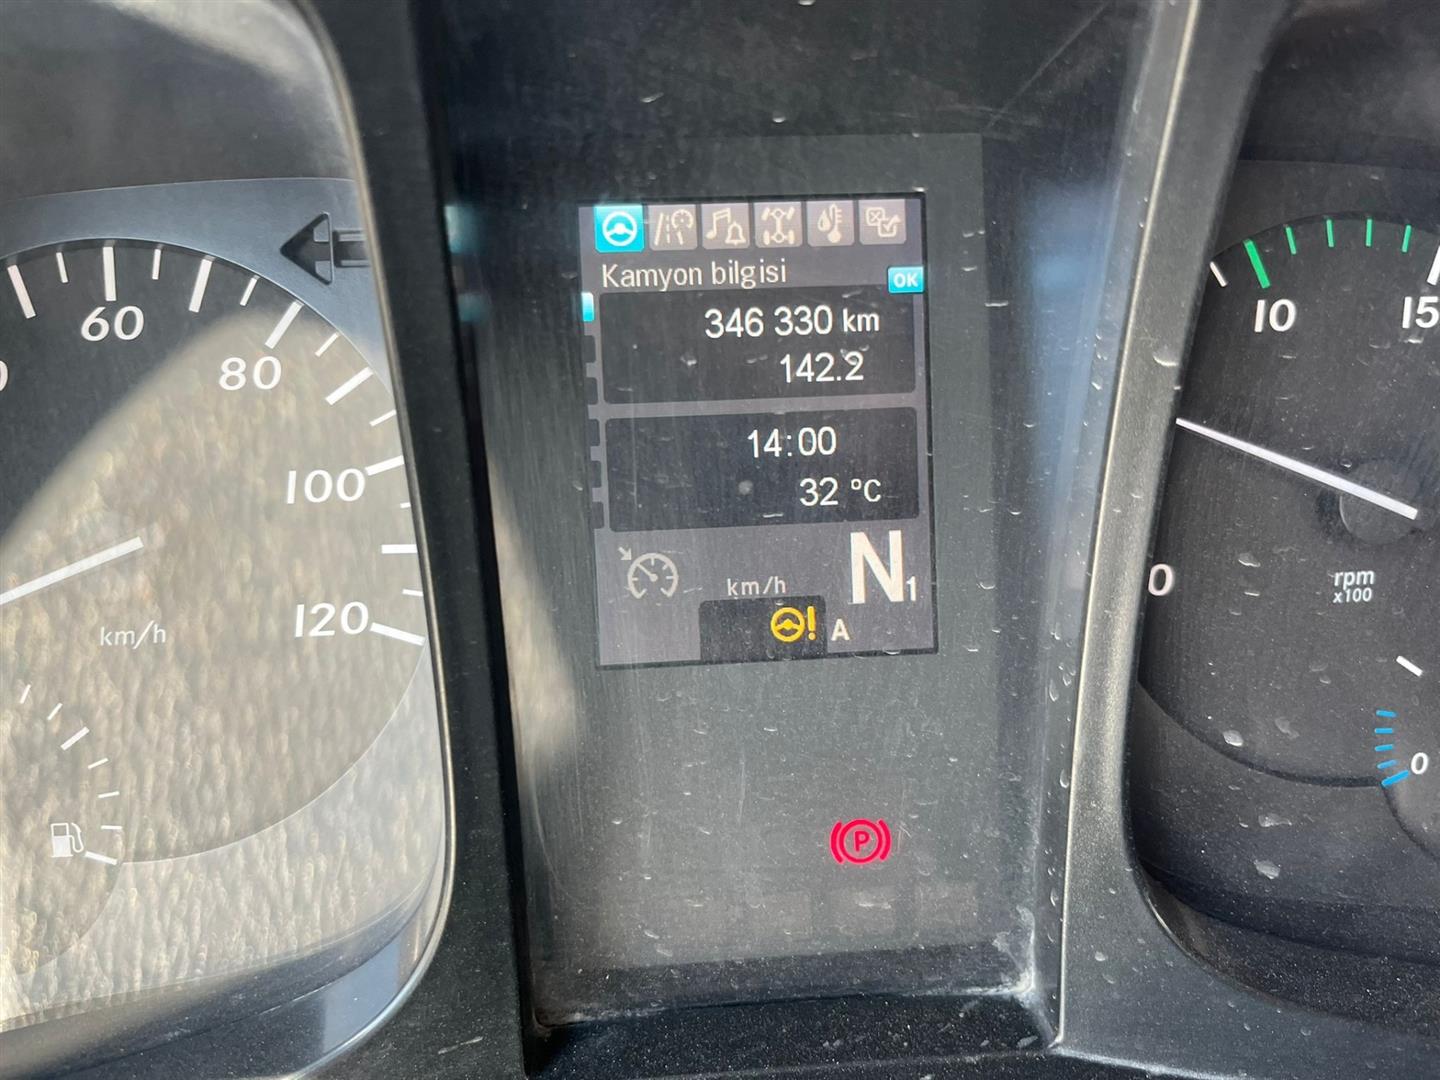 Kamyon bilgisi
OK
346 330 km
142.2
14:00
32 °C
km/h
N1
A
P
60
80
100
120
km/h
10
15
0
rpm
x100
0